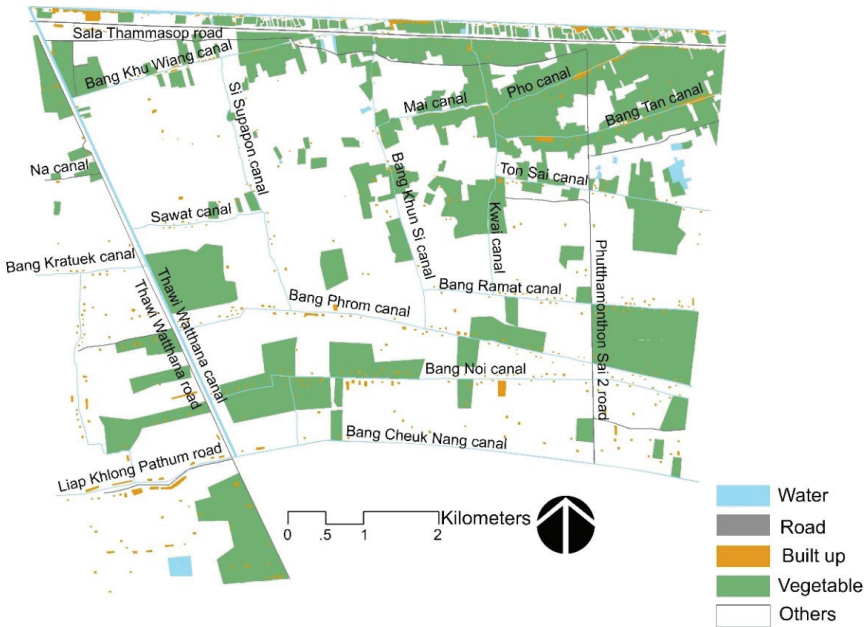 Sala Thammasop road
Bang Khu Wiang canal
Si Supapon canal
Mai canal
Pho canal
Bang Tan canal
Na canal
Bang Khun Si canal
Ton Sai canal
Sawat canal
Kwai canal
Bang Kratuek canal
Thawi Watthana canal
Thawi Watthana road
Bang Phrom canal
Bang Ramat canal
Phutthamonthon Sai 2 road
Bang Noi canal
Bang Cheuk Nang canal
Liap Khlong Pathum road
Kilometers
0 .5 1 2
Water
Road
Built up
Vegetable
Others